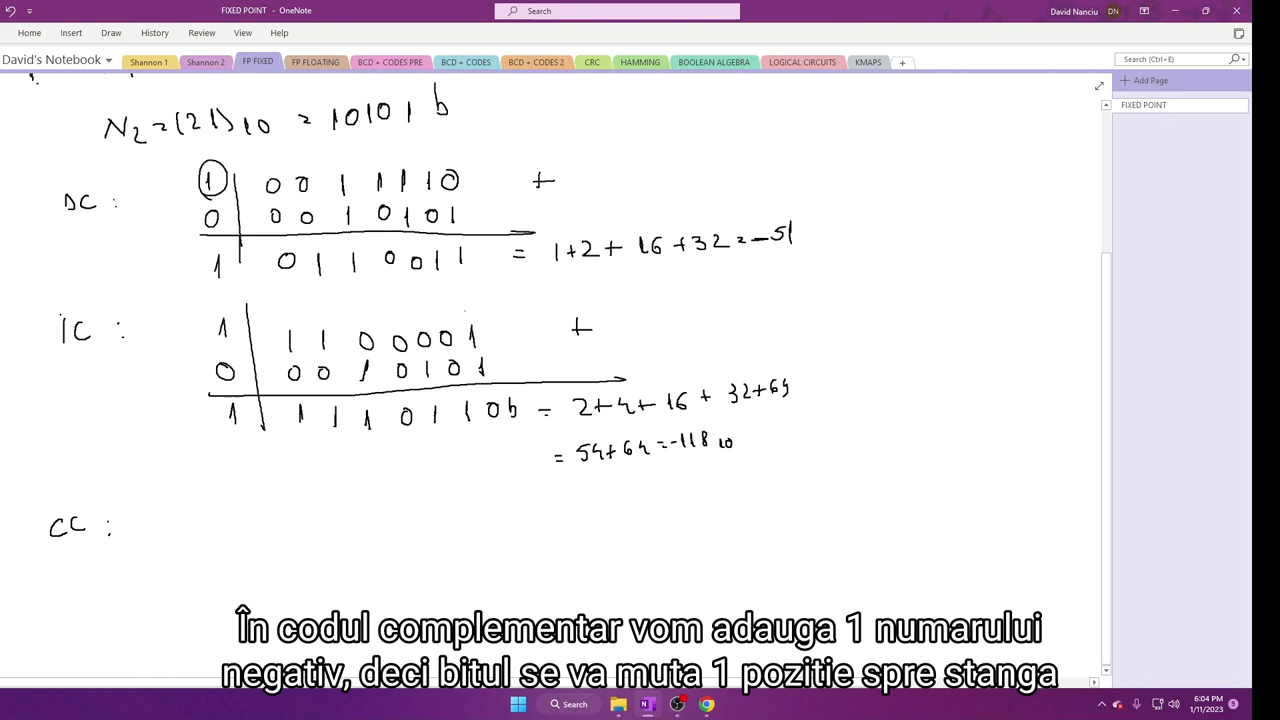 FIXED POINT - OneNote
Search
David Nanciu DN
Home Insert Draw History Review View Help
David's Notebook
Shannon 1 Shannon 2 FP FIXED FP FLOATING BCD + CODES PRE BCD + CODES BCD + CODES 2 CRC HAMMING BOOLEAN ALGEBRA LOGICAL CIRCUITS KMAPS +
Search (Ctrl+E)
Add Page
FIXED POINT
N2 = (21)10 = 10101 b
1 | 0 0 1 1 1 1 0 +
DC :
0 | 0 0 1 0 1 0 1
1 | 0 1 1 0 0 1 1 = 1+2+ 16+32 = -51
IC : 1 | 1 1 0 0 0 0 1 +
0 | 0 0 1 0 1 0 1
1 | 1 1 1 0 1 1 0 b = 2+4+16+ 32+64
= 54+64 = -118 10
CC :
În codul complementar vom adauga 1 numarului
negativ, deci bitul se va muta 1 pozitie spre stanga
Search
6:04 PM
1/11/2023